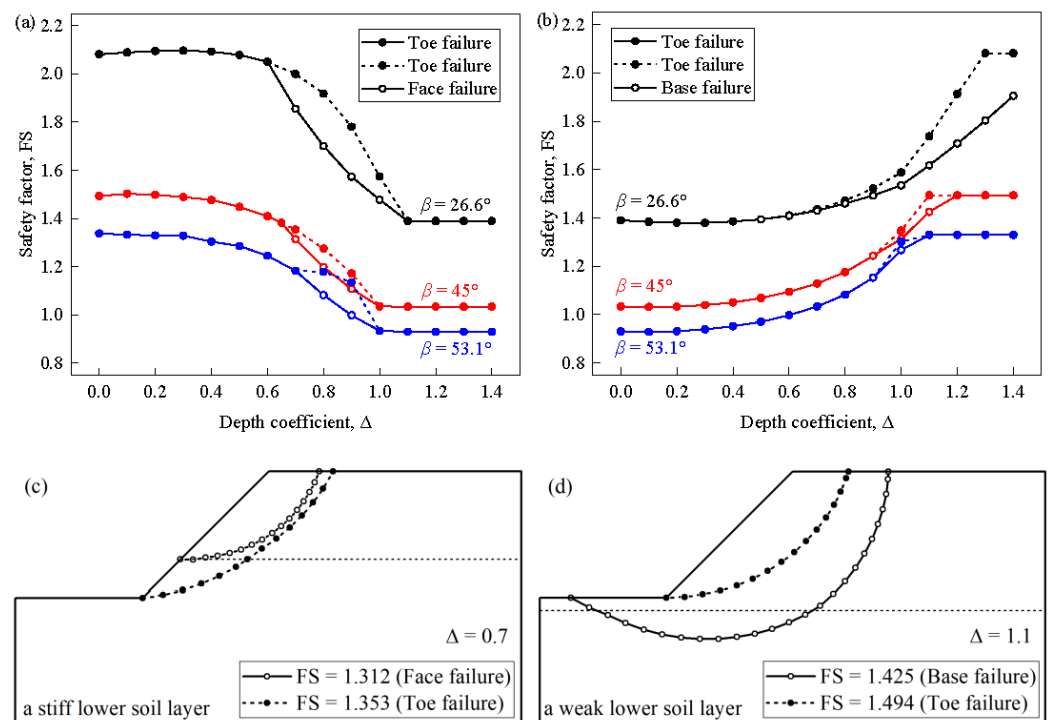 (a)
Safety factor, FS
2.2
2.0
1.8
1.6
1.4
1.2
1.0
0.8
Toe failure
Toe failure
Face failure
β = 26.6°
β = 45°
β = 53.1°
0.0 0.2 0.4 0.6 0.8 1.0 1.2 1.4
Depth coefficient, Δ
(b)
Safety factor, FS
2.2
2.0
1.8
1.6
1.4
1.2
1.0
0.8
Toe failure
Toe failure
Base failure
β = 26.6°
β = 45°
β = 53.1°
0.0 0.2 0.4 0.6 0.8 1.0 1.2 1.4
Depth coefficient, Δ
(c)
Δ = 0.7
FS = 1.312 (Face failure)
FS = 1.353 (Toe failure)
a stiff lower soil layer
(d)
Δ = 1.1
FS = 1.425 (Base failure)
FS = 1.494 (Toe failure)
a weak lower soil layer